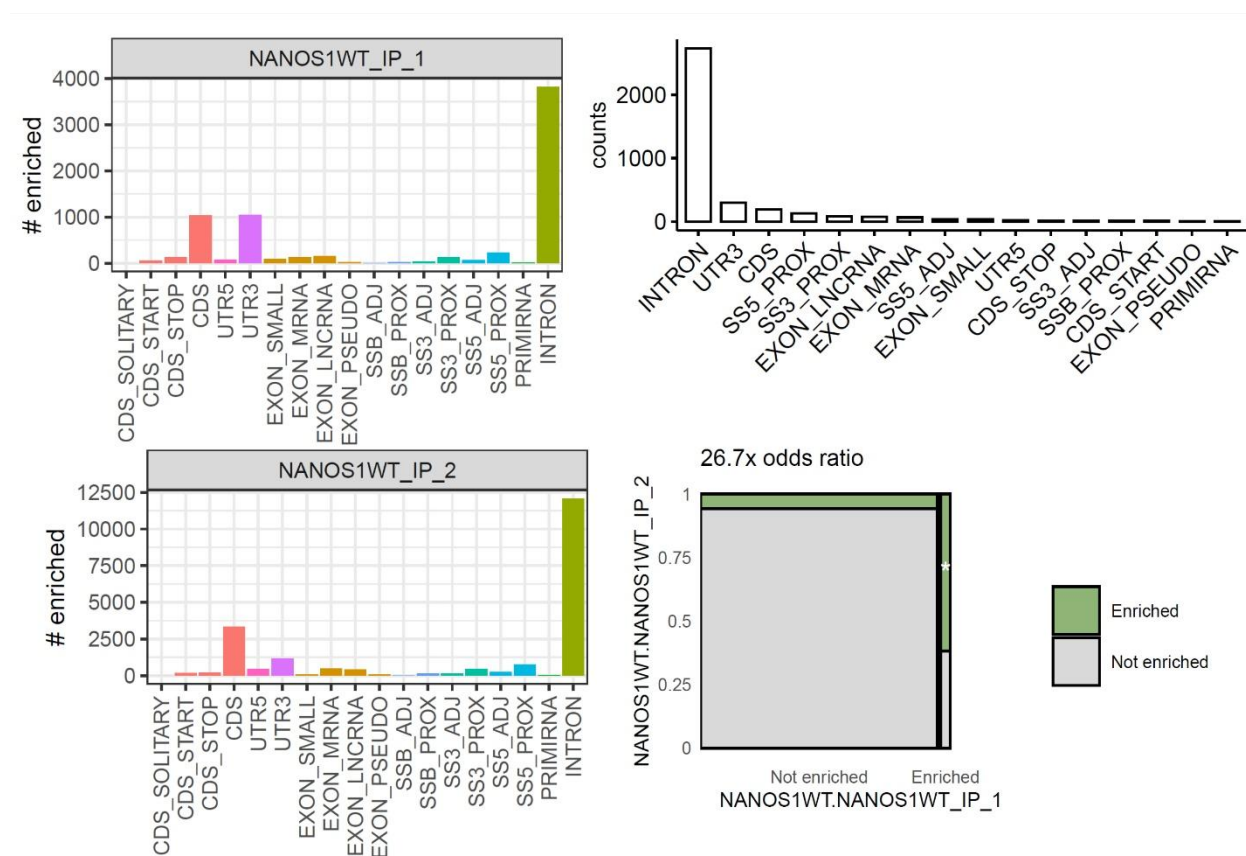 NANOS1WT_IP_1
# enriched
4000
3000
2000
1000
0
CDS_SOLITARY
CDS_START
CDS_STOP
CDS
UTR5
UTR3
EXON_SMALL
EXON_MRNA
EXON_LNCRNA
EXON_PSEUDO
SSB_ADJ
SSB_PROX
SS3_ADJ
SS3_PROX
SS5_ADJ
SS5_PROX
PRIMIRNA
INTRON
counts
2000
1000
0
INTRON
UTR3
CDS
SS5_PROX
SS3_PROX
EXON_LNCRNA
EXON_MRNA
SS5_ADJ
EXON_SMALL
UTR5
CDS_STOP
SS3_ADJ
SSB_PROX
CDS_START
EXON_PSEUDO
PRIMIRNA
NANOS1WT_IP_2
# enriched
12500
10000
7500
5000
2500
0
CDS_SOLITARY
CDS_START
CDS_STOP
CDS
UTR5
UTR3
EXON_SMALL
EXON_MRNA
EXON_LNCRNA
EXON_PSEUDO
SSB_ADJ
SSB_PROX
SS3_ADJ
SS3_PROX
SS5_ADJ
SS5_PROX
PRIMIRNA
INTRON
26.7x odds ratio
NANOS1WT.NANOS1WT_IP_2
1
0.75
0.5
0.25
0
*
Not enriched
Enriched
NANOS1WT.NANOS1WT_IP_1
Enriched
Not enriched